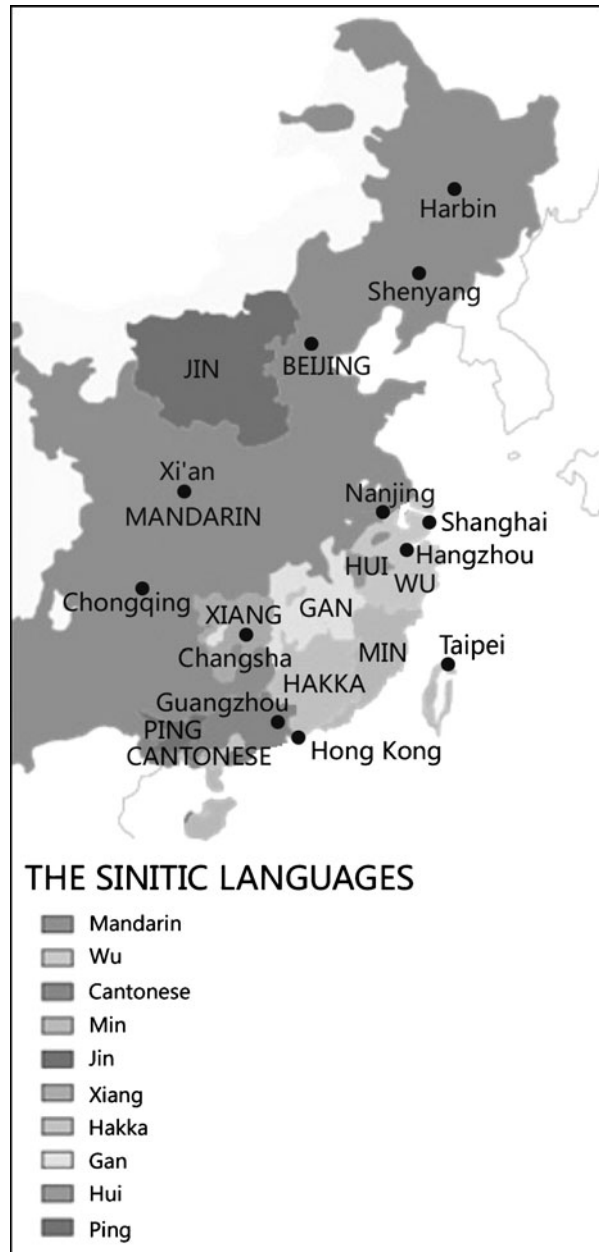 Harbin
Shenyang
BEIJING
JIN
Xi'an
MANDARIN
Nanjing
Shanghai
Hangzhou
HUI
WU
Chongqing
XIANG
GAN
Changsha
MIN
Taipei
HAKKA
Guangzhou
PING
CANTONESE
Hong Kong
THE SINITIC LANGUAGES
Mandarin
Wu
Cantonese
Min
Jin
Xiang
Hakka
Gan
Hui
Ping